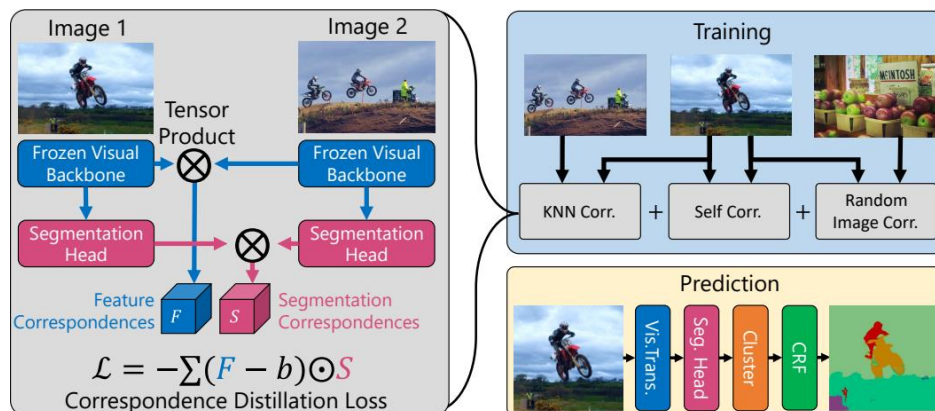 Image 1
Image 2
Tensor
Product
Frozen Visual
Backbone
Frozen Visual
Backbone
Segmentation
Head
Segmentation
Head
Feature
Correspondences
F
S
Segmentation
Correspondences
ℒ = −∑(F − b)⊙S
Correspondence Distillation Loss
Training
McINTOSH
KNN Corr.
+
Self Corr.
+
Random
Image Corr.
Prediction
Vis.Trans.
Seg. Head
Cluster
CRF